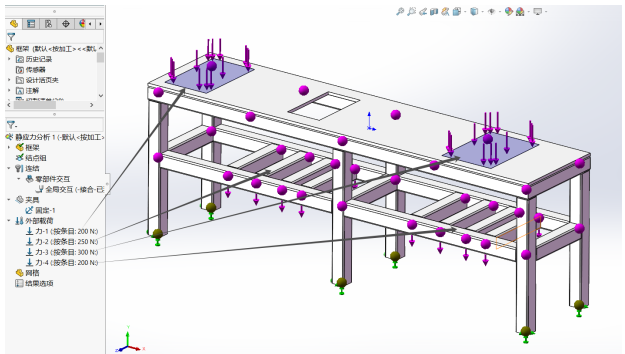 框架 (默认<按加工><<默认
历史记录
传感器
设计活页夹
注解
静应力分析 1 (-默认<按加工>
框架
结点组
连结
零部件交互
全局交互 (-接合-已
夹具
固定-1
外部载荷
力-1 (:按条目: 200 N:)
力-2 (:按条目: 250 N:)
力-3 (:按条目: 300 N:)
力-4 (:按条目: 200 N:)
网格
结果选项
Y
Z
X